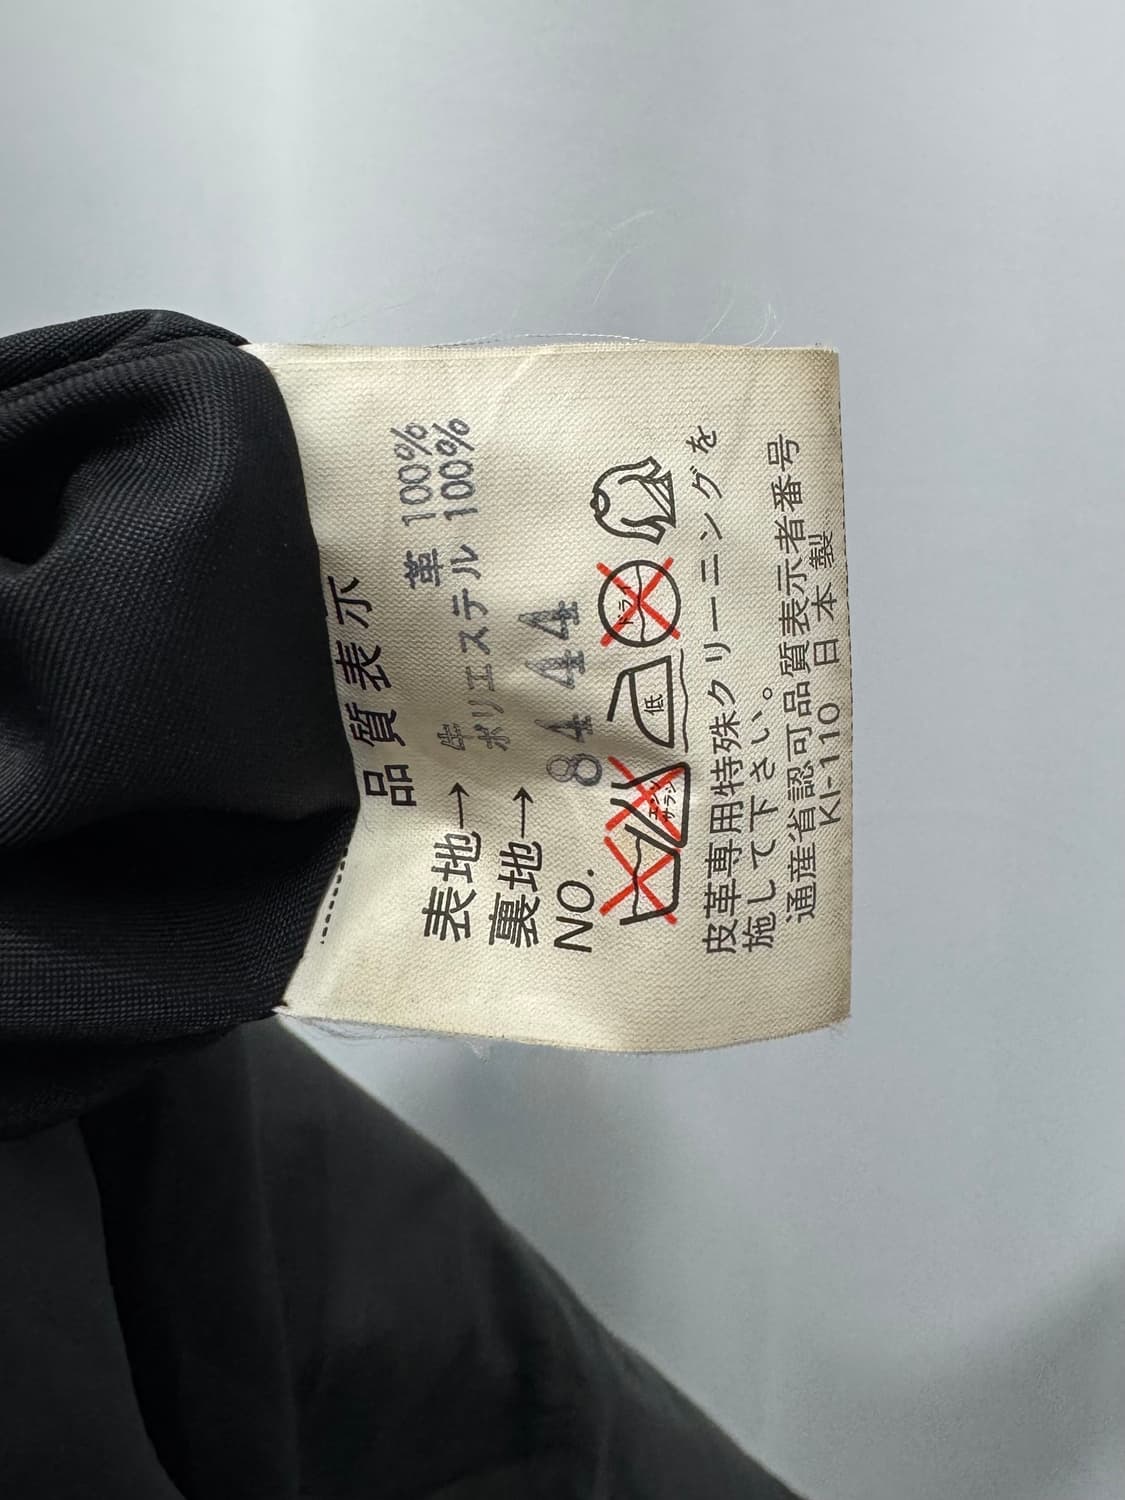 品質表示
表地→牛 革 100%
裏地→ポリエステル 100%
NO. 8444
エンソ
サラシ
低
ドライ
皮革専用特殊クリーニングを
施して下さい。
通産省認可品質表示者番号
KI-110 日本製